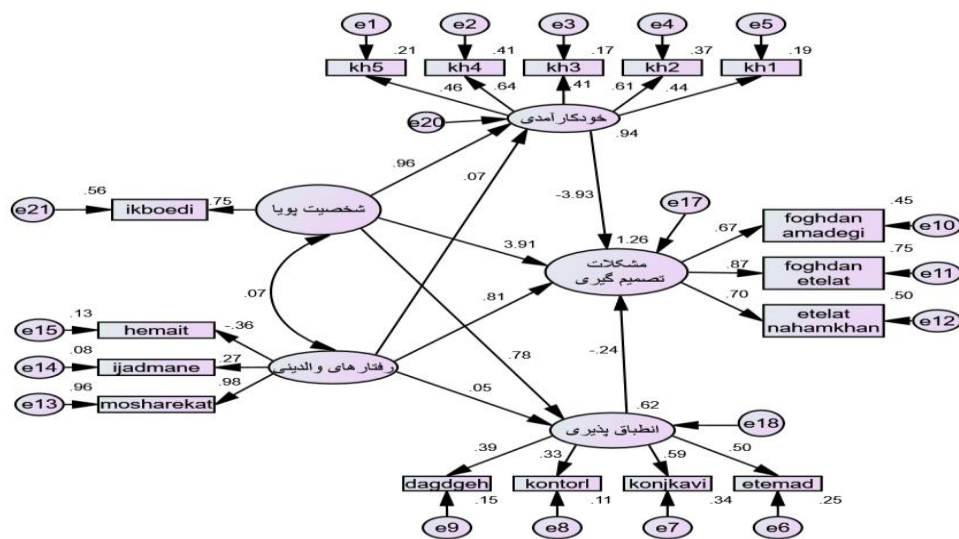 e1 e2 e3 e4 e5
.21 .41 .17 .37 .19
kh5 kh4 kh3 kh2 kh1
.46 .64 .41 .61 .44
e20 خودکارآمدی
.94
.96
.07
-3.93
.56 .75
e21 ikboedi
شخصیت پویا
e17
.45
foghdan
amadegi
e10
.67
1.26
3.91
مشکلات
تصمیم گیری
.75
.87
foghdan
etelat
e11
.07
.81
.70
.50
etelat
nahamkhan
e12
e15 .13 hemait -.36
e14 .08 ijadmane .27
رفتارهای والدینی
e13 .96 mosharekat .98
.78
-.24
.05
.62
انطباق پذیری
e18
.39 .33 .59 .50
dagdgeh kontorl konjkavi etemad
.15 .11 .34 .25
e9 e8 e7 e6